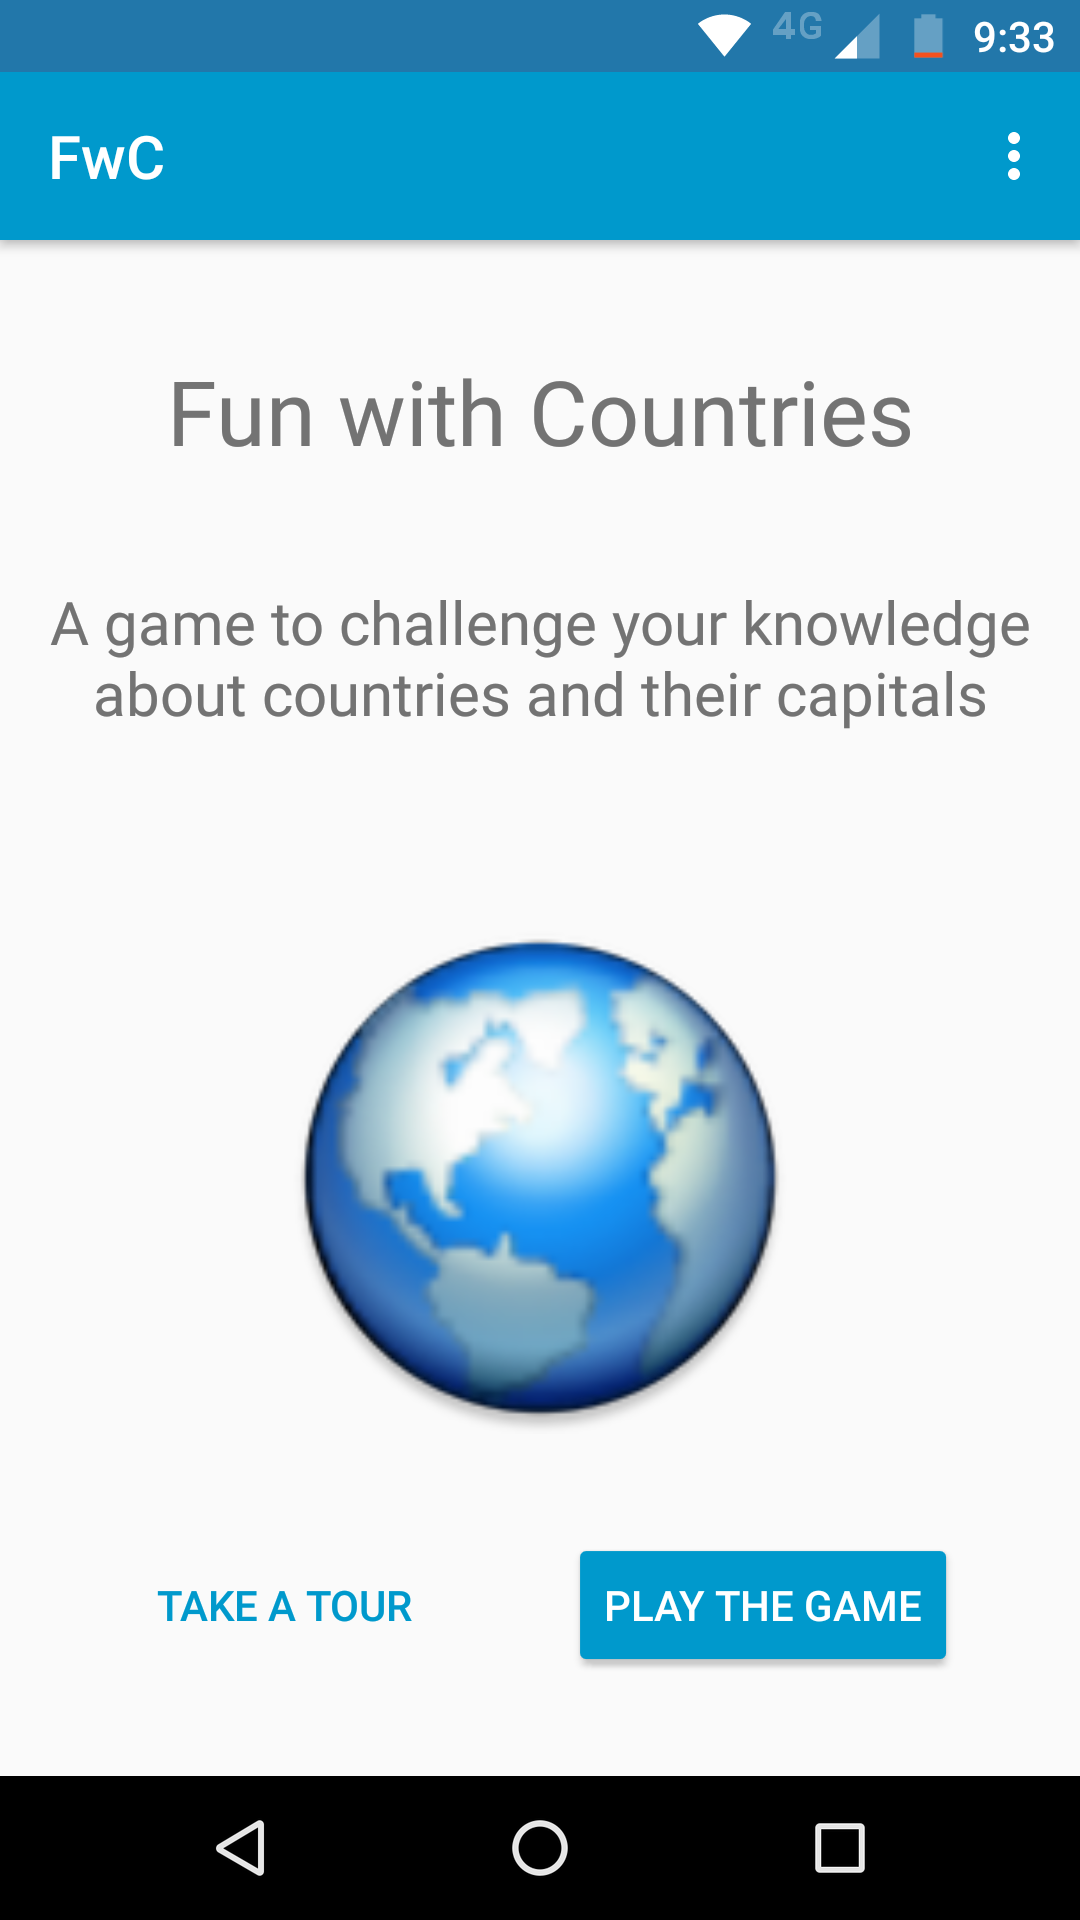 4G 9:33
FwC
Fun with Countries
A game to challenge your knowledge
about countries and their capitals
TAKE A TOUR
PLAY THE GAME